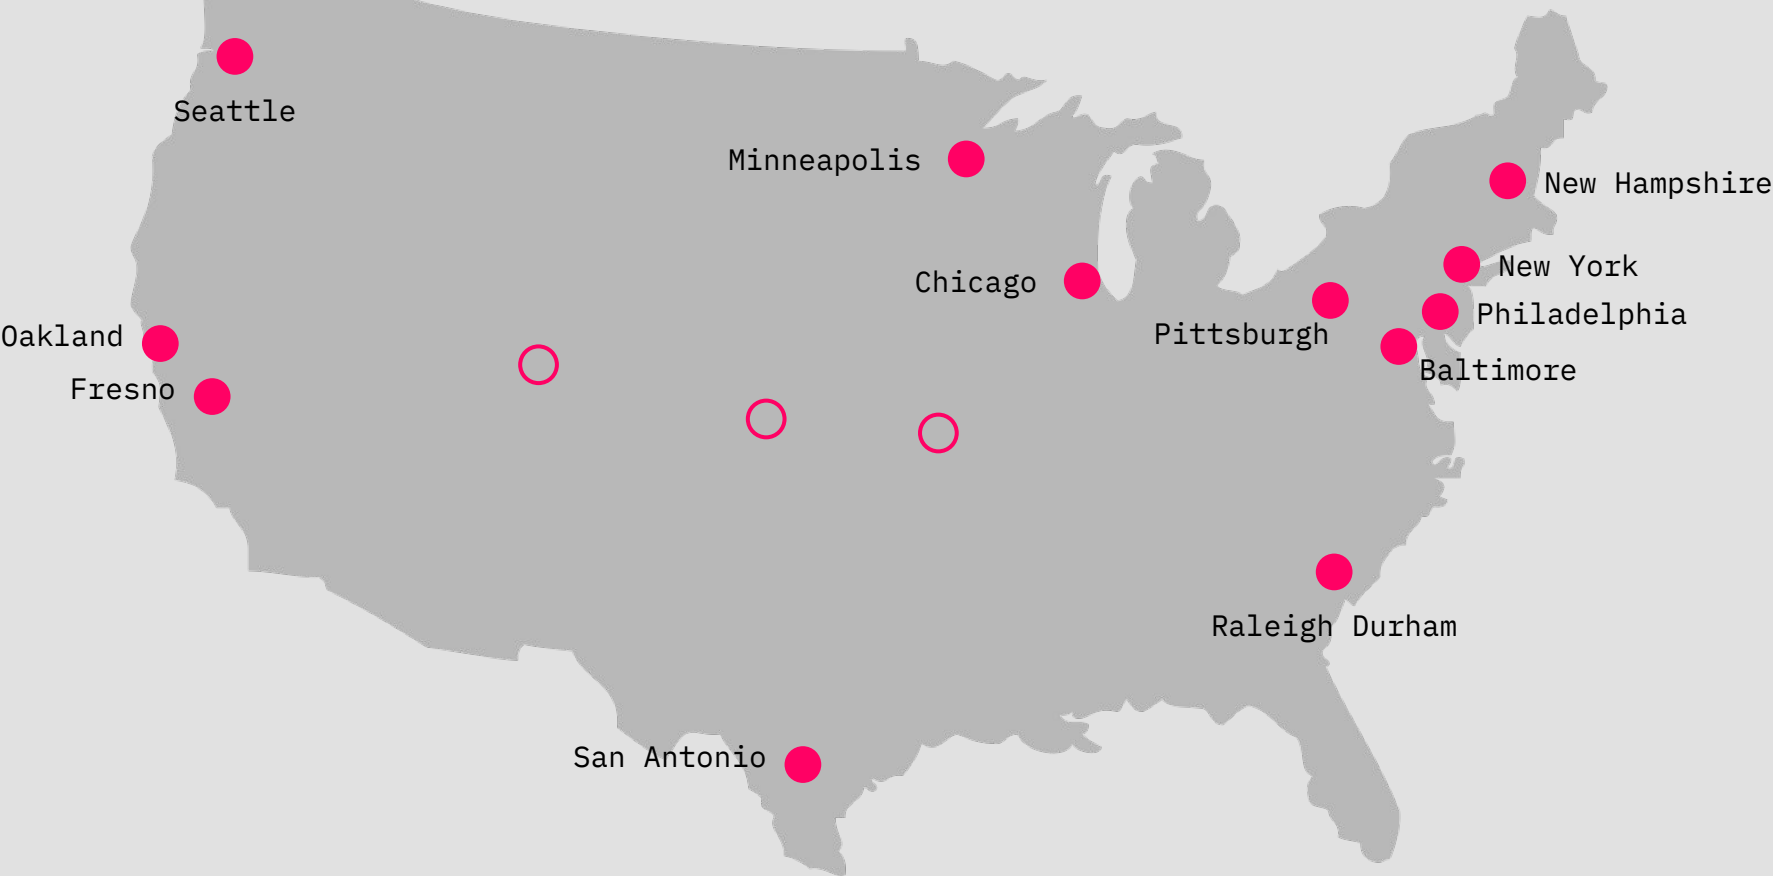 Seattle
Minneapolis
New Hampshire
New York
Chicago
Philadelphia
Pittsburgh
Oakland
Baltimore
Fresno
Raleigh Durham
San Antonio